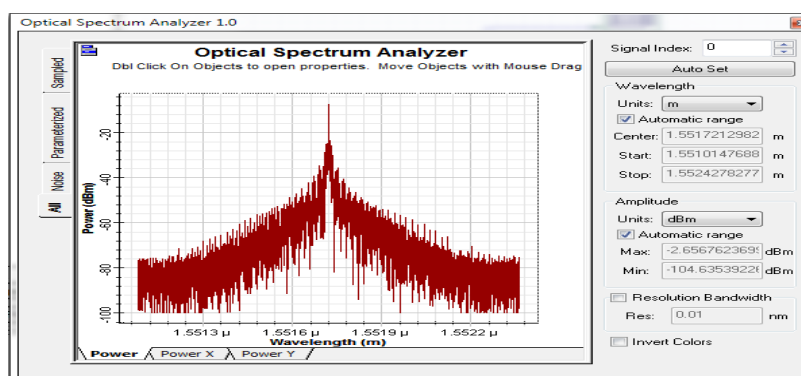 Optical Spectrum Analyzer 1.0
Optical Spectrum Analyzer
Dbl Click On Objects to open properties. Move Objects with Mouse Drag
Sampled
Parameterized
Noise
All
Power (dBm)
-20
-40
-60
-80
-100
1.5513 µ 1.5516 µ 1.5519 µ 1.5522 µ
Wavelength (m)
Power Power X Power Y
Signal Index: 0
Auto Set
Wavelength
Units: m
Automatic range
Center: 1.5517212982 m
Start: 1.5510147688 m
Stop: 1.5524278277 m
Amplitude
Units: dBm
Automatic range
Max: -2.656762369 dBm
Min: -104.6353922 dBm
Resolution Bandwidth
Res: 0.01 nm
Invert Colors